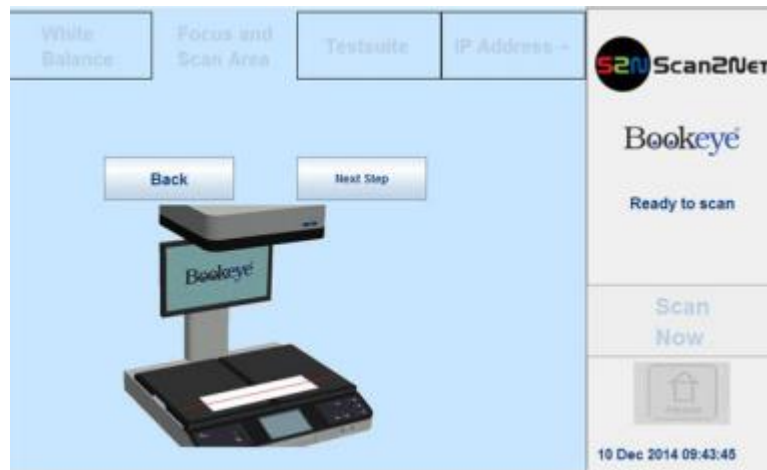 White
Balance
Focus and
Scan Area
Testsuite
IP Address
S2N Scan2Net
Bookeye
Ready to scan
Back
Next Step
Bookeye
Scan
Now
10 Dec 2014 09:43:45